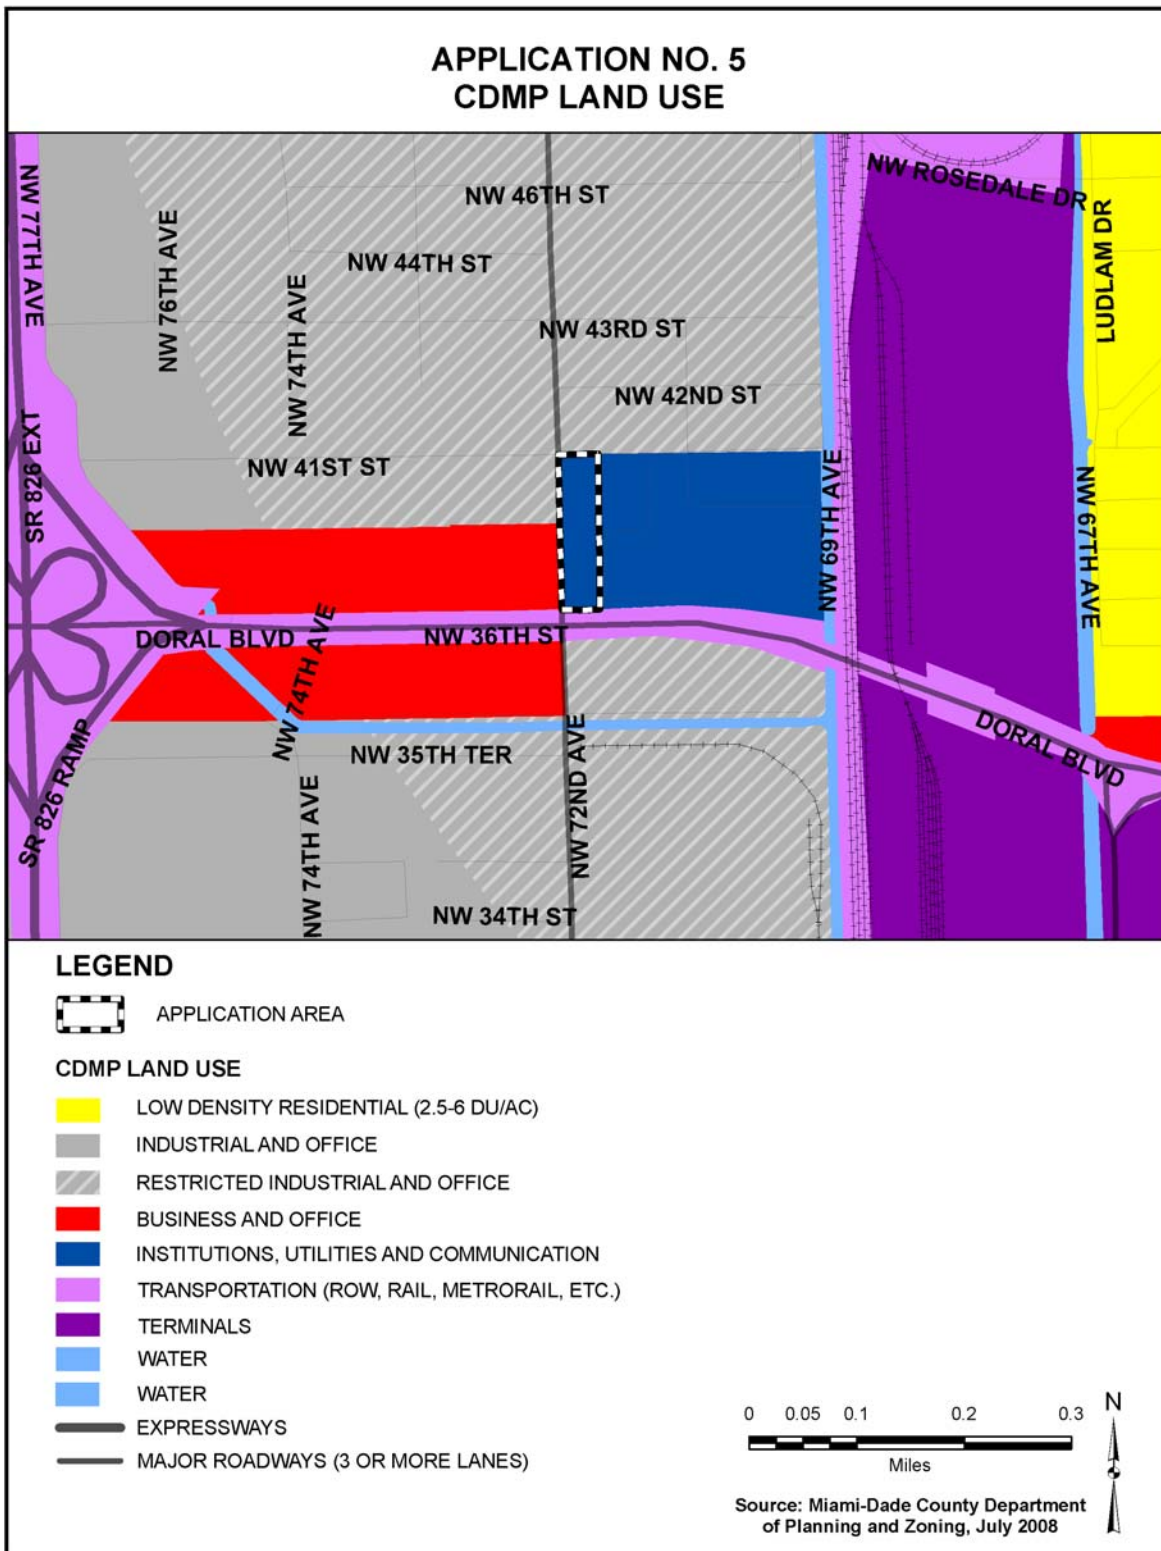 APPLICATION NO. 5
CDMP LAND USE
NW 77TH AVE
NW 76TH AVE
NW 46TH ST
NW ROSEDALE DR
LUDLAM DR
NW 44TH ST
NW 74TH AVE
NW 43RD ST
NW 42ND ST
SR 826 EXT
NW 41ST ST
NW 69TH AVE
NW 67TH AVE
DORAL BLVD
NW 74TH AVE
NW 36TH ST
NW 72ND AVE
DORAL BLVD
SR 826 RAMP
NW 35TH TER
NW 74TH AVE
NW 34TH ST
LEGEND
APPLICATION AREA
CDMP LAND USE
LOW DENSITY RESIDENTIAL (2.5-6 DU/AC)
INDUSTRIAL AND OFFICE
RESTRICTED INDUSTRIAL AND OFFICE
BUSINESS AND OFFICE
INSTITUTIONS, UTILITIES AND COMMUNICATION
TRANSPORTATION (ROW, RAIL, METRORAIL, ETC.)
TERMINALS
WATER
WATER
EXPRESSWAYS
MAJOR ROADWAYS (3 OR MORE LANES)
0 0.05 0.1 0.2 0.3
Miles
N
Source: Miami-Dade County Department
of Planning and Zoning, July 2008